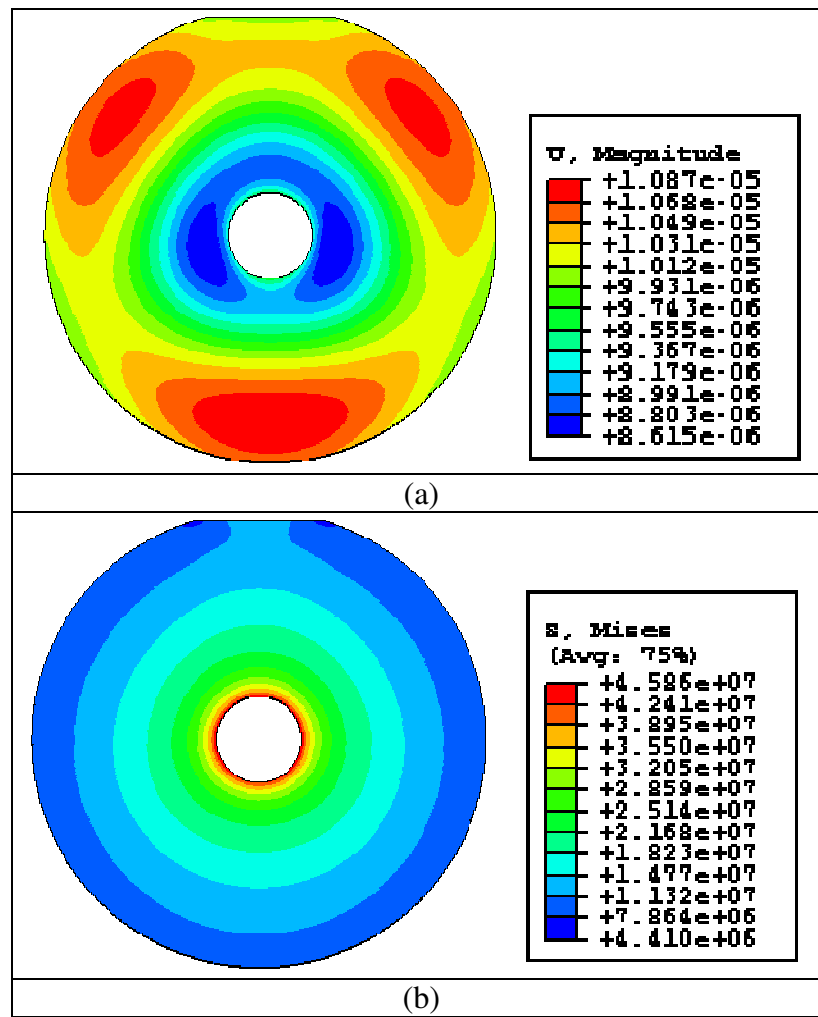 U, Magnitude
+1.087e-05
+1.068e-05
+1.049e-05
+1.031e-05
+1.012e-05
+9.931e-06
+9.743e-06
+9.555e-06
+9.367e-06
+9.179e-06
+8.991e-06
+8.803e-06
+8.615e-06
(a)
S, Mises
(Avg: 75%)
+4.586e+07
+4.241e+07
+3.895e+07
+3.550e+07
+3.205e+07
+2.859e+07
+2.514e+07
+2.168e+07
+1.823e+07
+1.477e+07
+1.132e+07
+7.864e+06
+4.410e+06
(b)